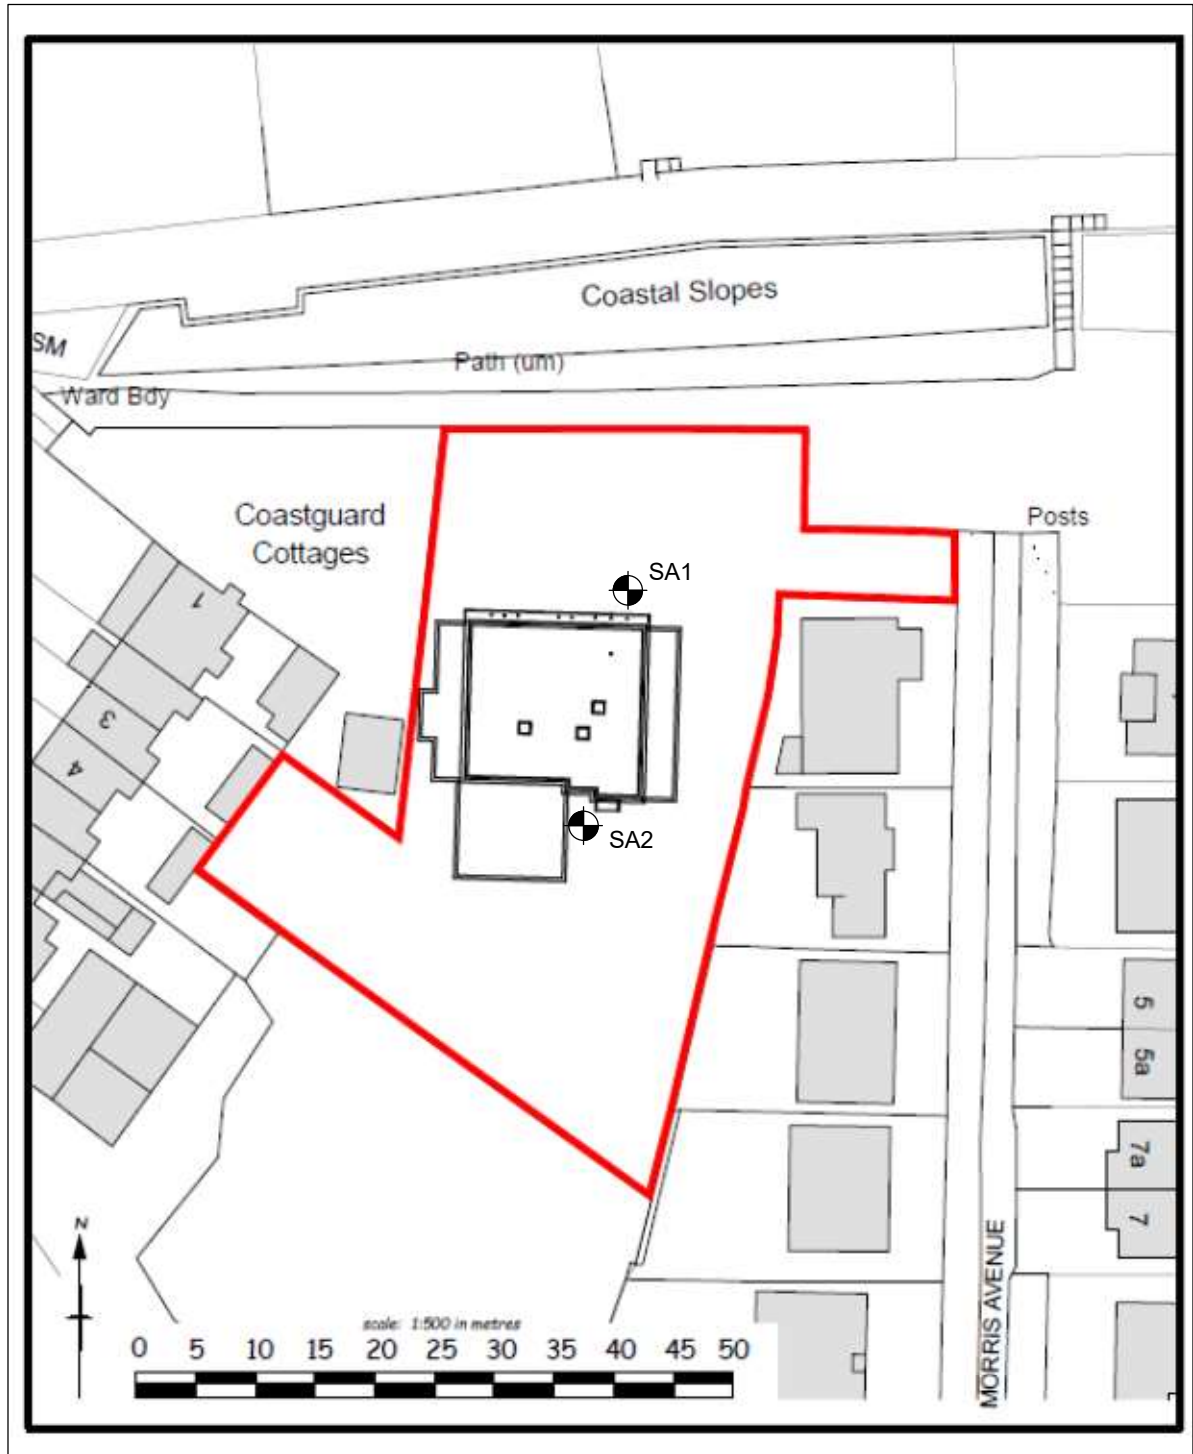 Coastal Slopes
SM
Path (um)
Ward Bdy
Coastguard
Cottages
Posts
SA1
1
3
4
SA2
5
5a
7a
7
N
MORRIS AVENUE
scale: 1:500 in metres
0 5 10 15 20 25 30 35 40 45 50